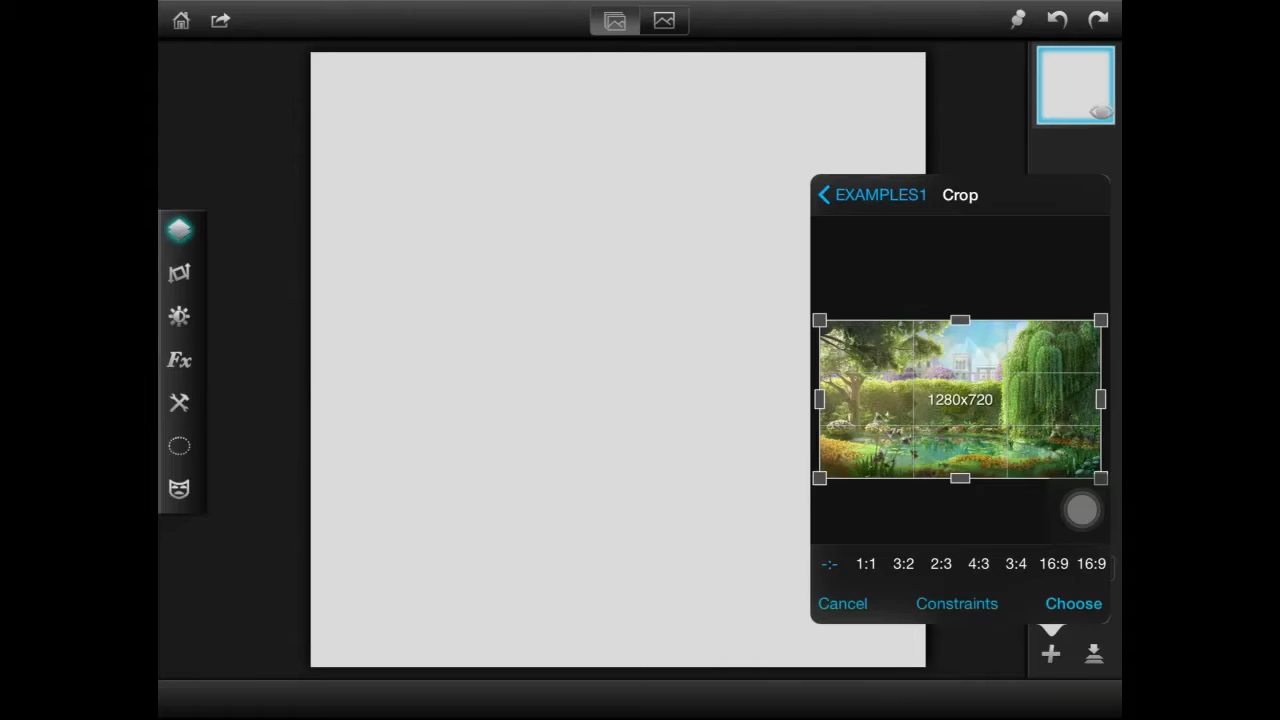 EXAMPLES1 Crop
1280x720
Fx
-:- 1:1 3:2 2:3 4:3 3:4 16:9 16:9
Cancel Constraints Choose